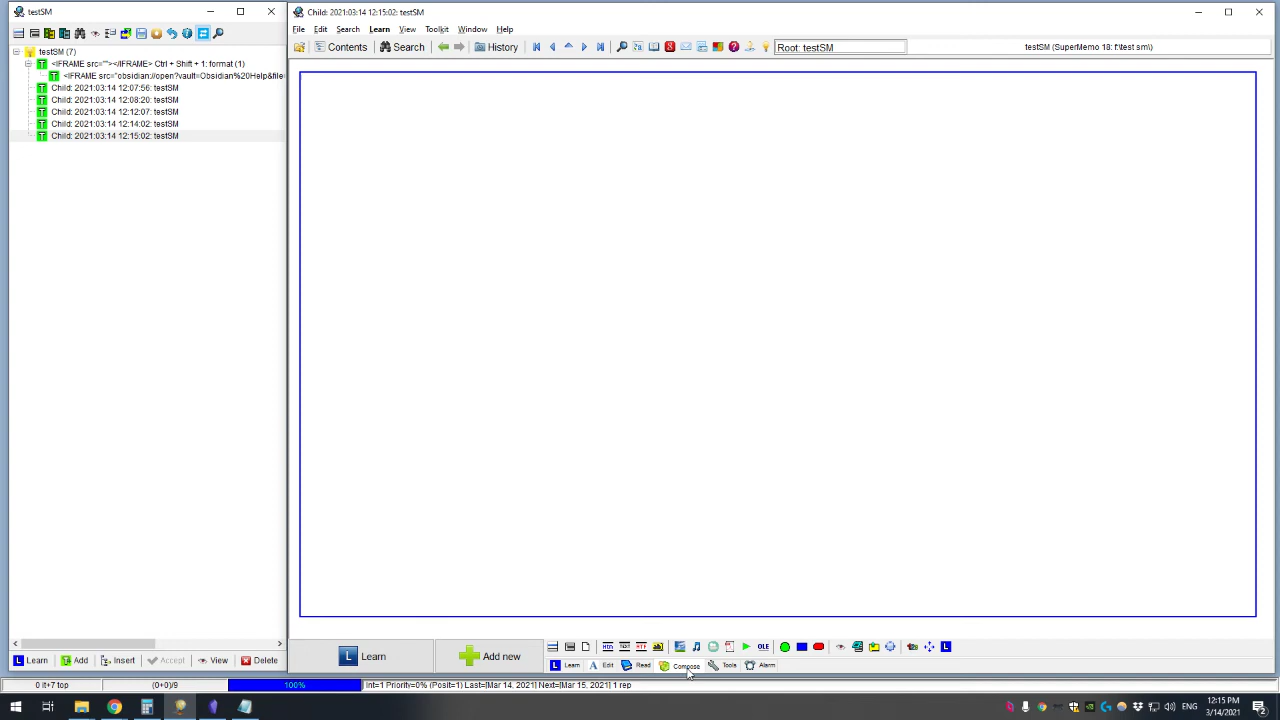 testSM
Child: 2021:03:14 12:15:02: testSM
File Edit Search Learn View Toolkit Window Help
Contents Search History Root: testSM testSM (SuperMemo 18: f:\test sm\)
testSM (7)
<IFRAME src=""></IFRAME> Ctrl + Shift + 1: format (1)
<IFRAME src="obsidian://open?vault=Obsidian%20Help&file
Child: 2021:03:14 12:07:56: testSM
Child: 2021:03:14 12:08:20: testSM
Child: 2021:03:14 12:12:07: testSM
Child: 2021:03:14 12:14:02: testSM
Child: 2021:03:14 12:15:02: testSM
Learn Add Insert Accept View Delete
Learn Add new
HTML TEXT RTF OLE
Learn Edit Read Compose Tools Alarm
0 it+7 top (0+0)/9 100% Int=1 Priority=0% (Posit=1) Last=[Mar 14, 2021] Next=[Mar 15, 2021] 1 rep
ENG
12:15 PM
3/14/2021
2